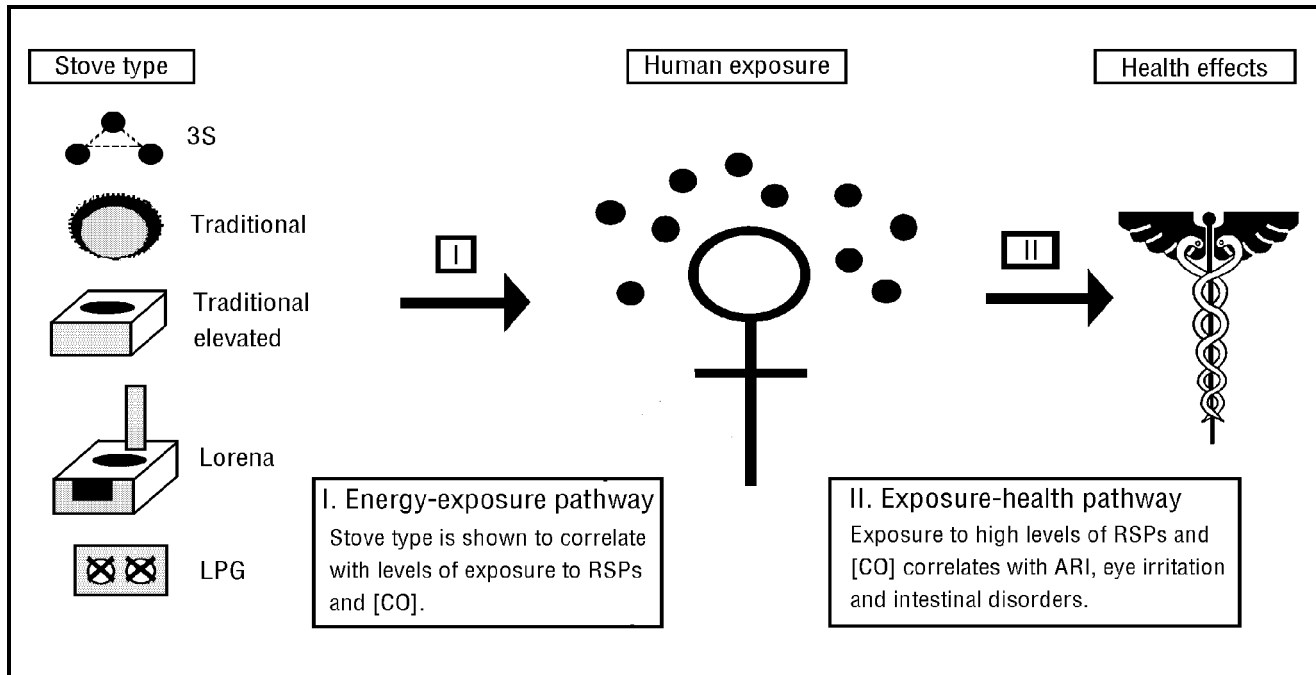 Stove type
Human exposure
Health effects
3S
Traditional
Traditional
elevated
Lorena
LPG
I
II
I. Energy-exposure pathway
Stove type is shown to correlate
with levels of exposure to RSPs
and [CO].
II. Exposure-health pathway
Exposure to high levels of RSPs and
[CO] correlates with ARI, eye irritation
and intestinal disorders.